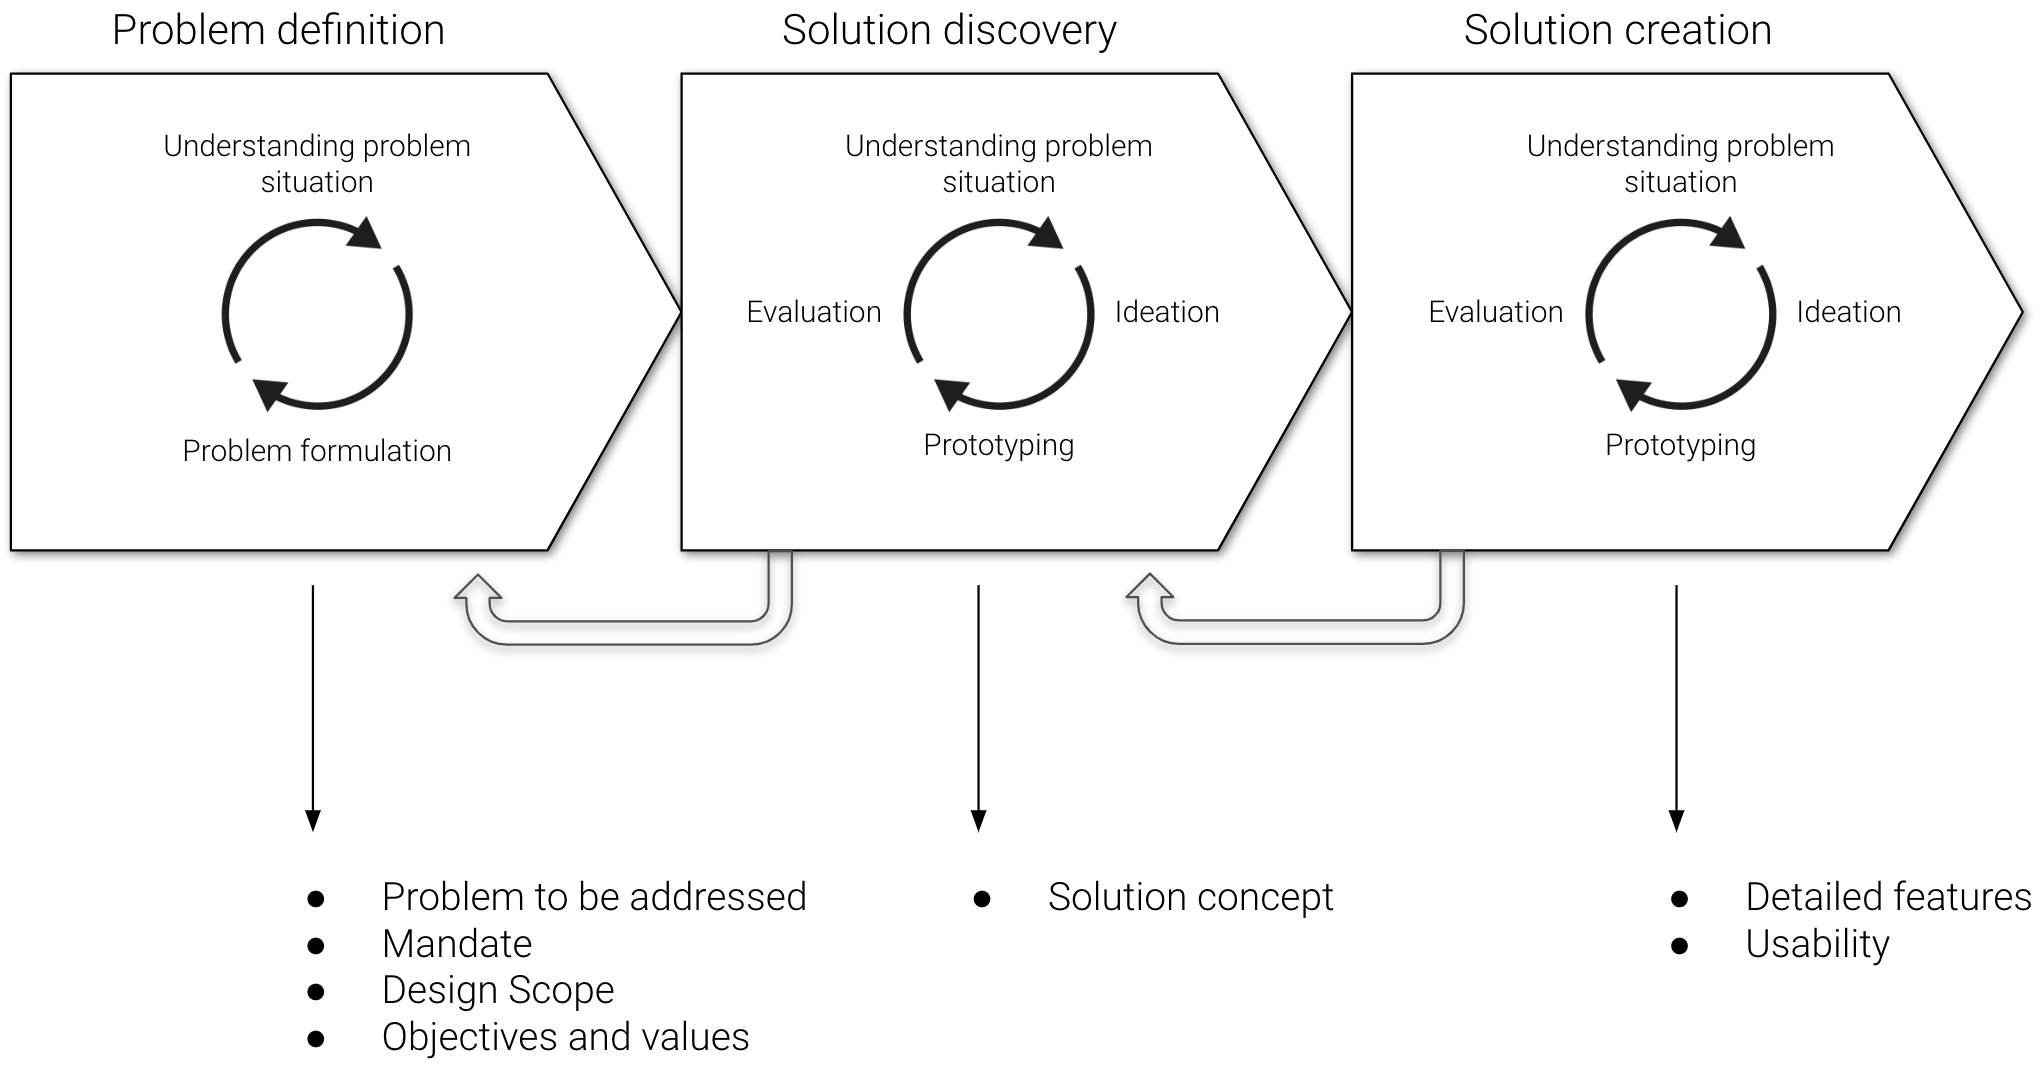 Problem definition
Understanding problem
situation
Problem formulation
Solution discovery
Understanding problem
situation
Evaluation
Ideation
Prototyping
Solution creation
Understanding problem
situation
Evaluation
Ideation
Prototyping
● Problem to be addressed
● Mandate
● Design Scope
● Objectives and values
● Solution concept
● Detailed features
● Usability